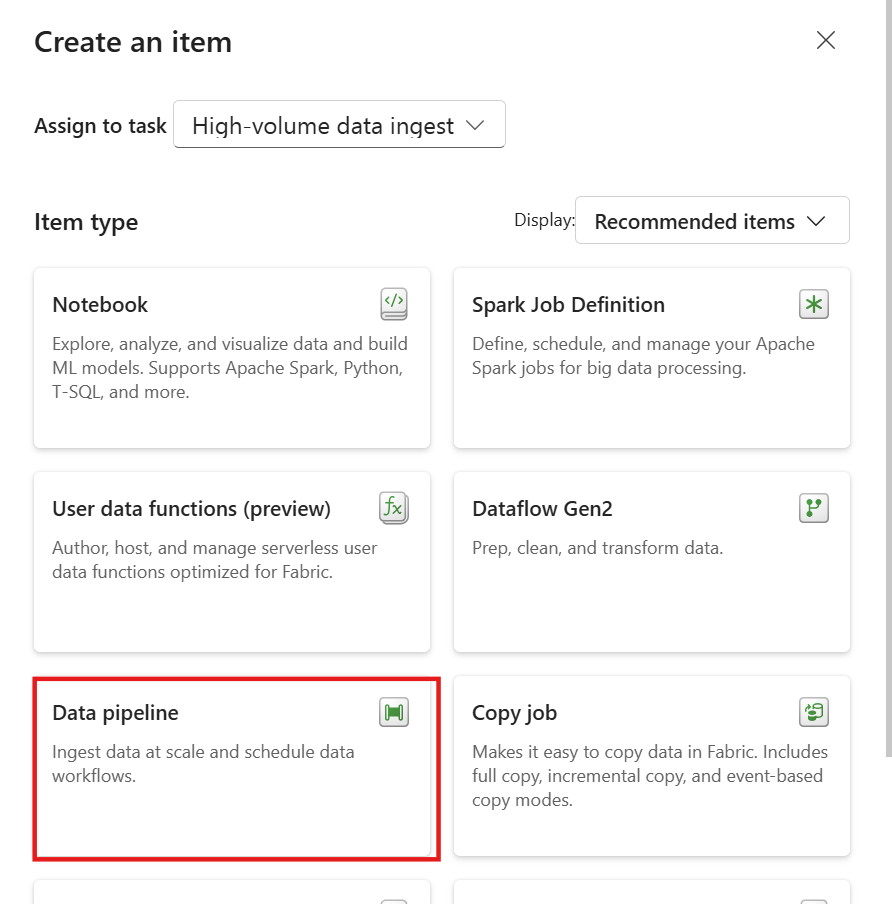 Create an item
Assign to task High-volume data ingest
Item type
Display: Recommended items
Notebook
</>
Explore, analyze, and visualize data and build
ML models. Supports Apache Spark, Python,
T-SQL, and more.
Spark Job Definition
Define, schedule, and manage your Apache
Spark jobs for big data processing.
User data functions (preview)
fx
Author, host, and manage serverless user
data functions optimized for Fabric.
Dataflow Gen2
Prep, clean, and transform data.
Data pipeline
Ingest data at scale and schedule data
workflows.
Copy job
Makes it easy to copy data in Fabric. Includes
full copy, incremental copy, and event-based
copy modes.